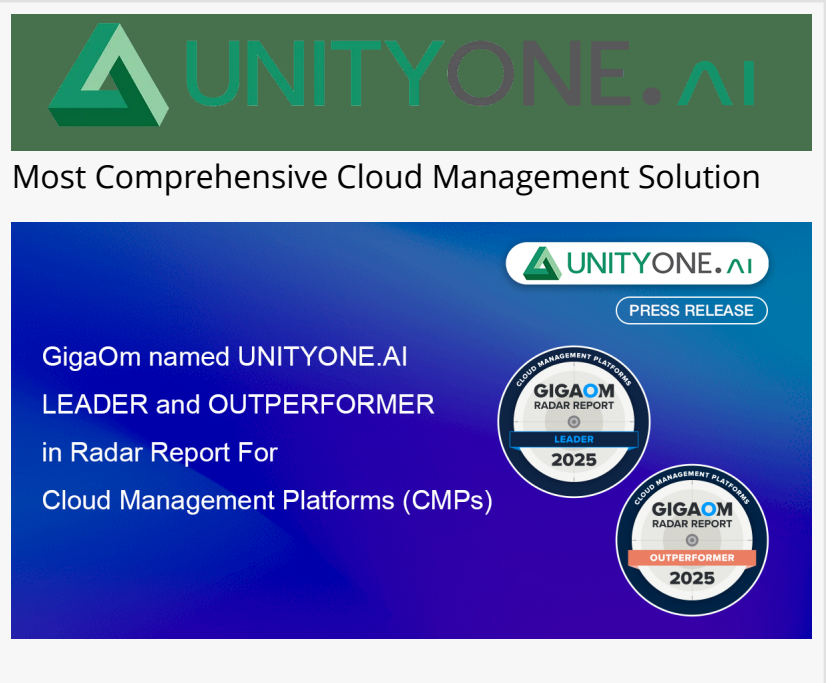 UNITYONE.AI
Most Comprehensive Cloud Management Solution
UNITYONE.AI
PRESS RELEASE
GigaOm named UNITYONE.AI
LEADER and OUTPERFORMER
in Radar Report For
Cloud Management Platforms (CMPs)
CLOUD MANAGEMENT PLATFORMS
GIGAOM
RADAR REPORT
LEADER
2025
CLOUD MANAGEMENT PLATFORMS
GIGAOM
RADAR REPORT
OUTPERFORMER
2025